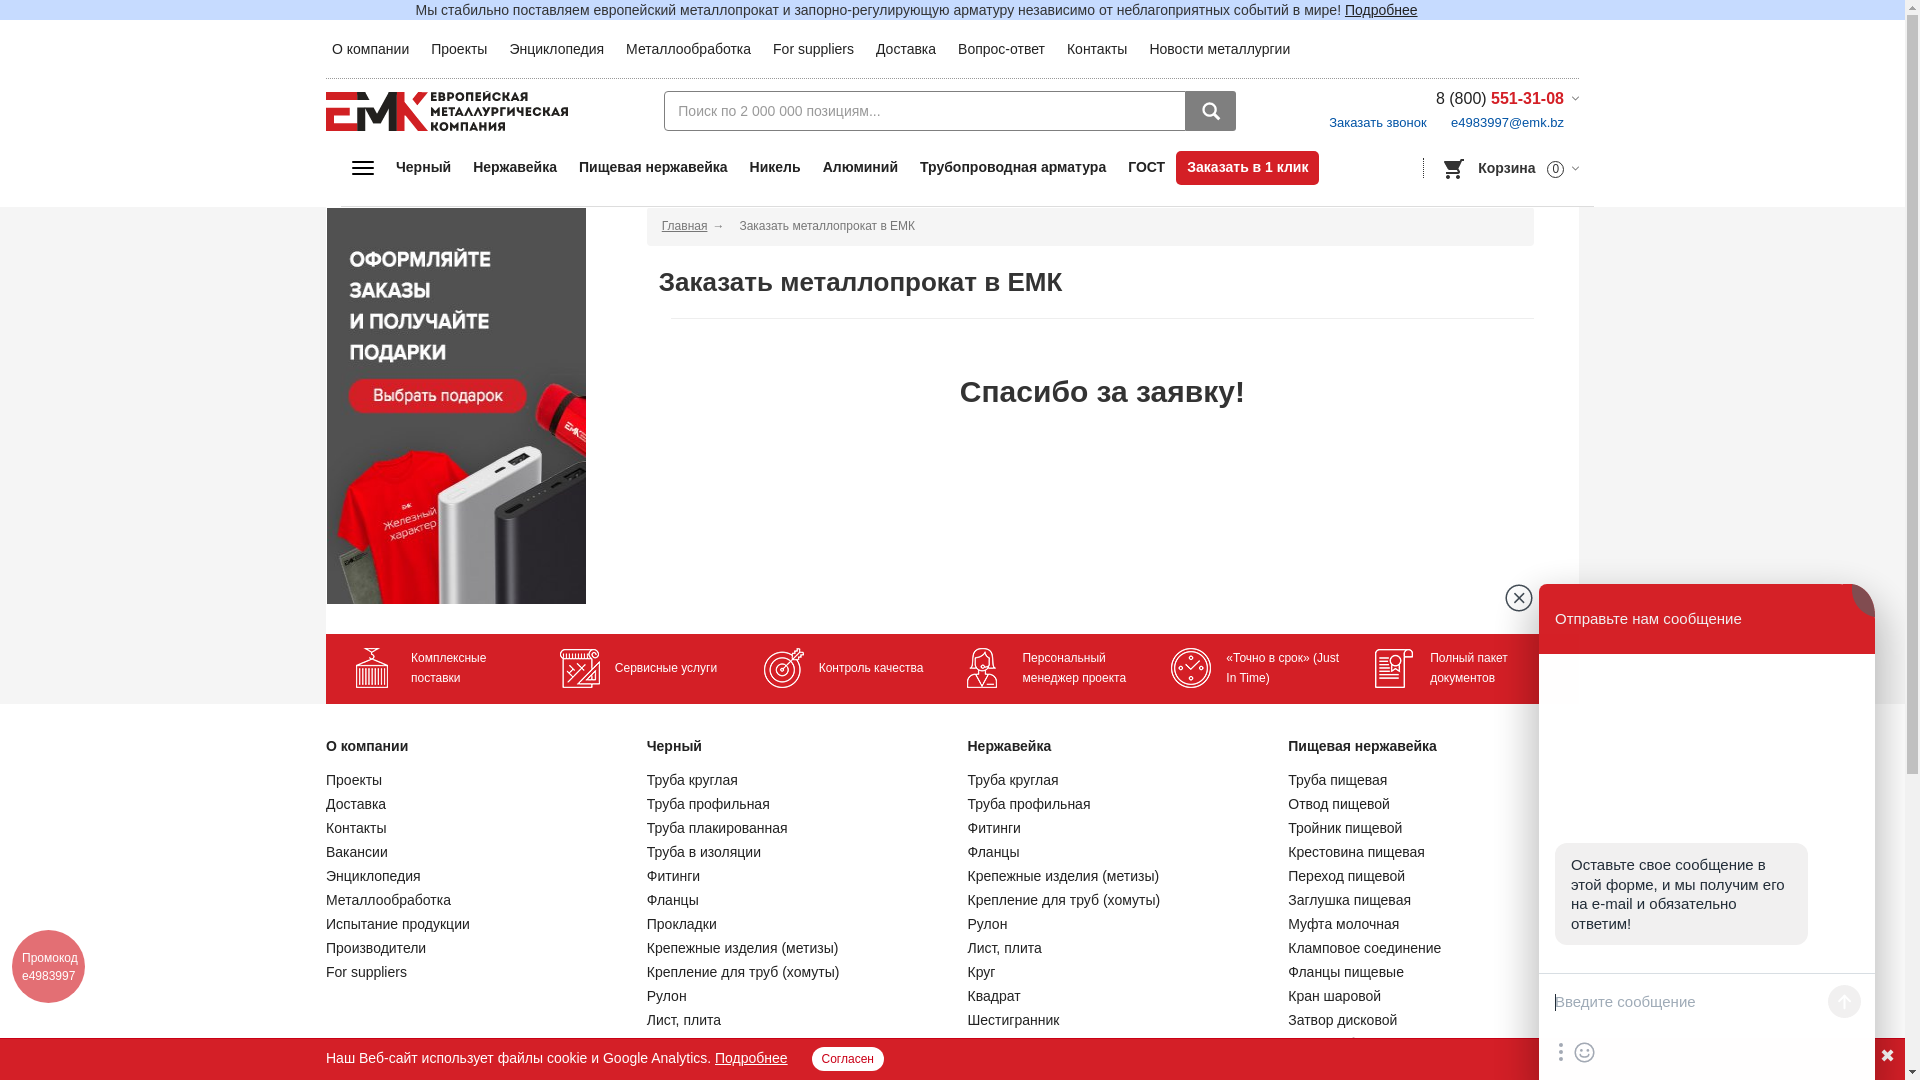 Мы стабильно поставляем европейский металлопрокат и запорно-регулирующую арматуру независимо от неблагоприятных событий в мире! Подробнее
О компании Проекты Энциклопедия Металлообработка For suppliers Доставка Вопрос-ответ Контакты Новости металлургии
ЕМК ЕВРОПЕЙСКАЯ
МЕТАЛЛУРГИЧЕСКАЯ
КОМПАНИЯ
Поиск по 2 000 000 позициям...
8 (800) 551-31-08
Заказать звонок e4983997@emk.bz
Черный Нержавейка Пищевая нержавейка Никель Алюминий Трубопроводная арматура ГОСТ Заказать в 1 клик
Корзина 0
ОФОРМЛЯЙТЕ
ЗАКАЗЫ
И ПОЛУЧАЙТЕ
ПОДАРКИ
Выбрать подарок
ЕМК
ЕМК
Железный
характер
Главная → Заказать металлопрокат в ЕМК
Заказать металлопрокат в ЕМК
Спасибо за заявку!
Комплексные
поставки
Сервисные услуги
Контроль качества
Персональный
менеджер проекта
«Точно в срок» (Just
In Time)
Полный пакет
документов
О компании
Проекты
Доставка
Контакты
Вакансии
Энциклопедия
Металлообработка
Испытание продукции
Производители
For suppliers
Черный
Труба круглая
Труба профильная
Труба плакированная
Труба в изоляции
Фитинги
Фланцы
Прокладки
Крепежные изделия (метизы)
Крепление для труб (хомуты)
Рулон
Лист, плита
Нержавейка
Труба круглая
Труба профильная
Фитинги
Фланцы
Крепежные изделия (метизы)
Крепление для труб (хомуты)
Рулон
Лист, плита
Круг
Квадрат
Шестигранник
Пищевая нержавейка
Труба пищевая
Отвод пищевой
Тройник пищевой
Крестовина пищевая
Переход пищевой
Заглушка пищевая
Муфта молочная
Кламповое соединение
Фланцы пищевые
Кран шаровой
Затвор дисковой
Отправьте нам сообщение
Оставьте свое сообщение в
этой форме, и мы получим его
на e-mail и обязательно
ответим!
Введите сообщение
Промокод
e4983997
Наш Веб-сайт использует файлы cookie и Google Analytics. Подробнее Согласен